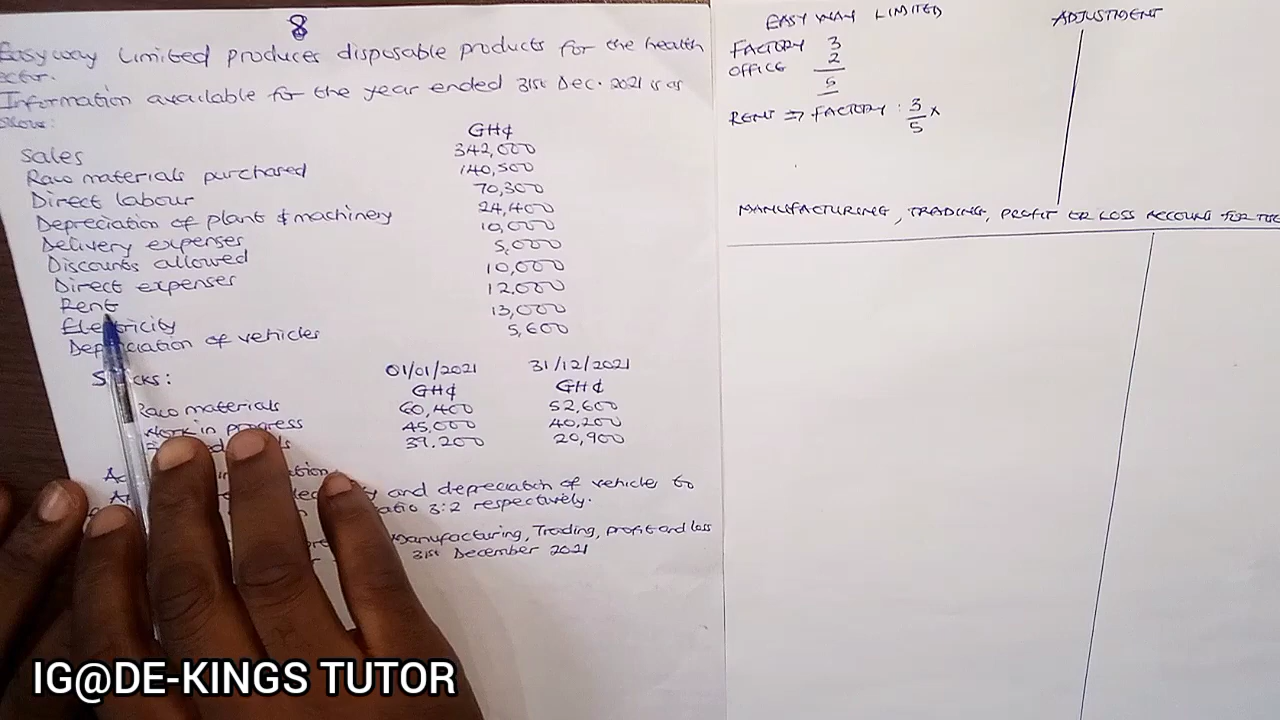 8
Easyway Limited produces disposable products for the health
ector.
Information available for the year ended 31st Dec. 2021 is as
GH¢
Sales 342,000
Raw materials purchased 140,500
Direct labour 70,300
Depreciation of plant & machinery 24,400
Delivery expenses 10,000
Discounts allowed 5,000
Direct expenses 10,000
Rent 12,000
Electricity 13,000
Depreciation of vehicles 5,600
01/01/2021 31/12/2021
GH¢ GH¢
Raw materials 60,400 52,600
Work in progress 45,000 40,200
39,200 20,900
and depreciation of vehicles to
ratio 3:2 respectively.
Manufacturing, Trading, profit and loss
31st December 2021
EASY WAY LIMITED
ADJUSTMENT
FACTORY 3
OFFICE 2
5
RENT => FACTORY : 3/5 x
MANUFACTURING, TRADING, PROFIT OR LOSS ACCOUNT FOR THE
IG@DE-KINGS TUTOR